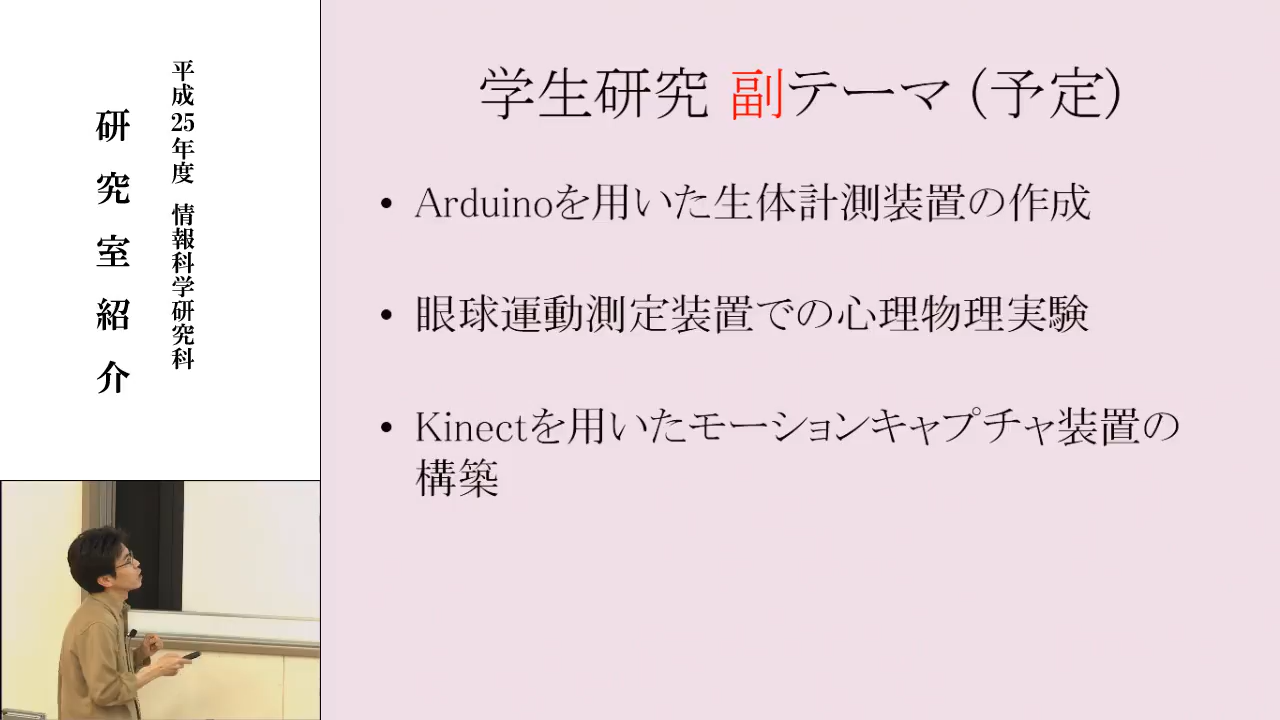 平成25年度 情報科学研究科
研究室紹介
学生研究 副テーマ (予定)
• Arduinoを用いた生体計測装置の作成
• 眼球運動測定装置での心理物理実験
• Kinectを用いたモーションキャプチャ装置の
構築